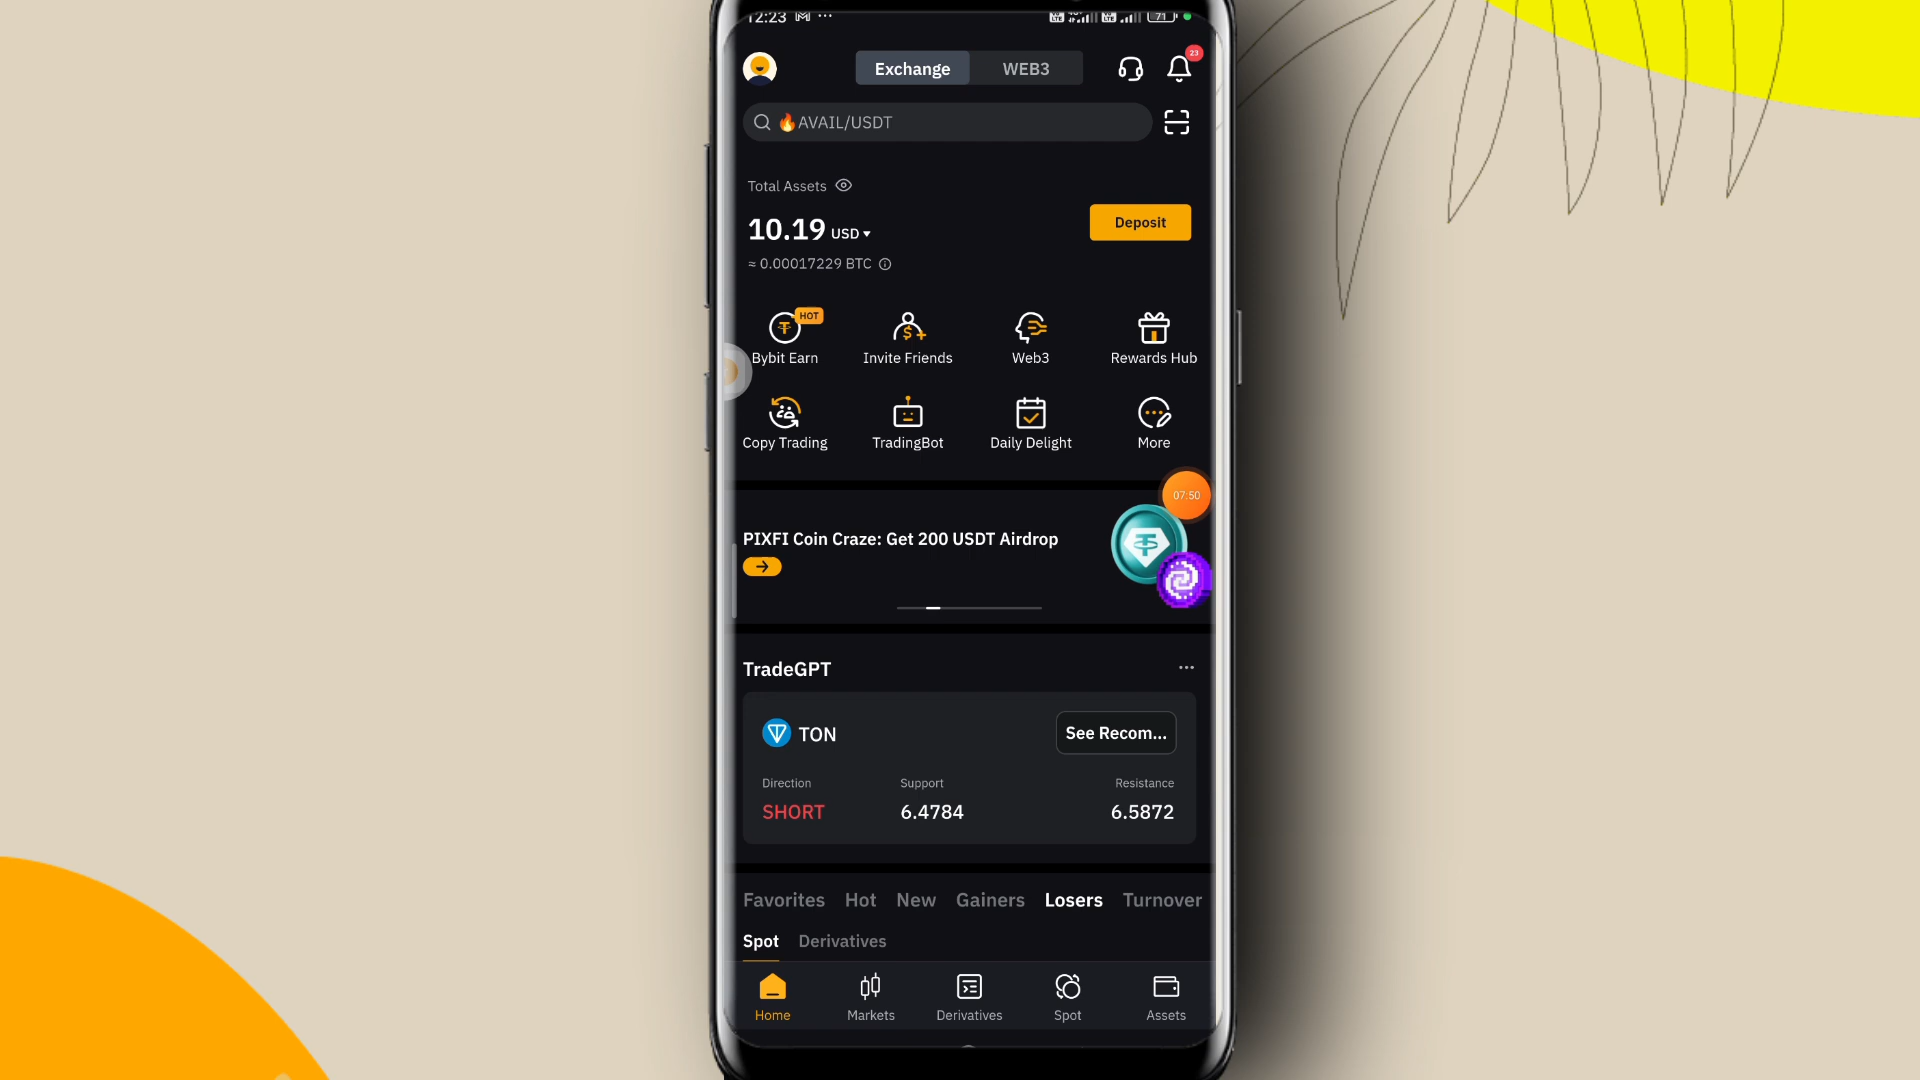 12:23
71
Exchange WEB3
23
🔥AVAIL/USDT
Total Assets
10.19 USD
Deposit
≈ 0.00017229 BTC
HOT
Bybit Earn Invite Friends Web3 Rewards Hub
Copy Trading TradingBot Daily Delight More
07:50
PIXFI Coin Craze: Get 200 USDT Airdrop
TradeGPT
TON See Recom...
Direction Support Resistance
SHORT 6.4784 6.5872
Favorites Hot New Gainers Losers Turnover
Spot Derivatives
Home Markets Derivatives Spot Assets